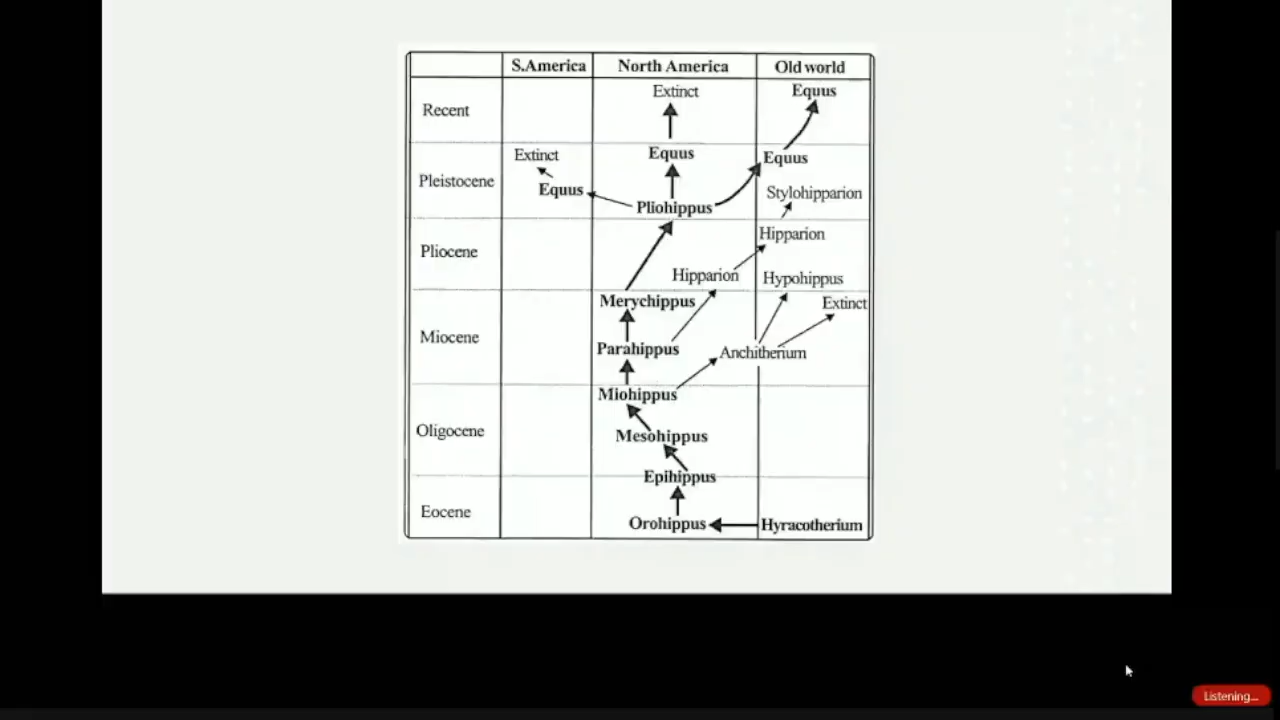 S.America North America Old world
Recent Extinct Equus
Extinct Equus Equus
Pleistocene Equus Stylohipparion
Pliohippus
Hipparion
Pliocene
Hipparion Hypohippus
Merychippus Extinct
Miocene
Parahippus Anchitherium
Miohippus
Oligocene Mesohippus
Epihippus
Eocene
Orohippus Hyracotherium
Listening...